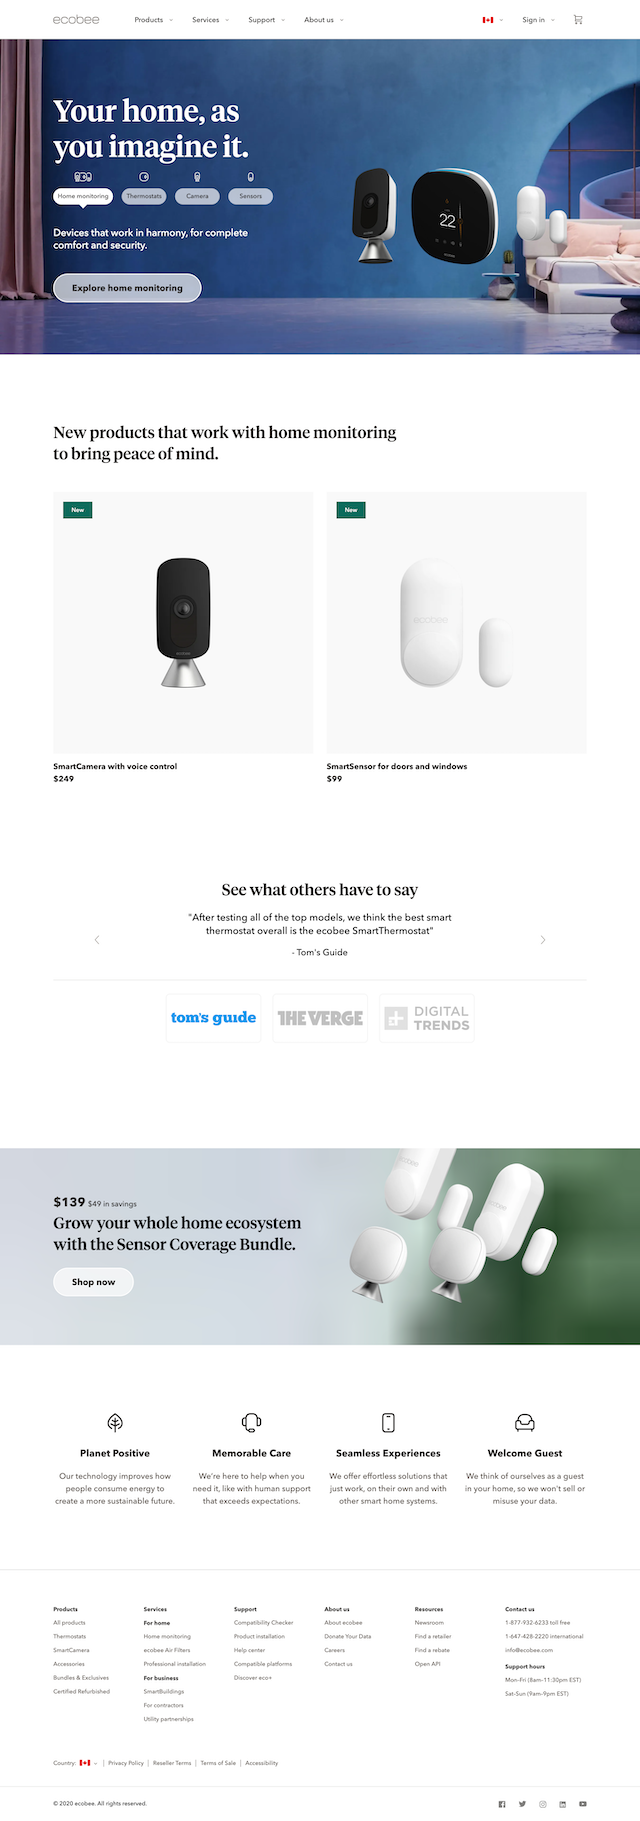 ecobee
Products
Services
Support
About us
Sign in
Your home, as
you imagine it.
Home monitoring
Thermostats
Camera
Sensors
Devices that work in harmony, for complete
comfort and security.
Explore home monitoring
22
New products that work with home monitoring
to bring peace of mind.
New
SmartCamera with voice control
$249
New
ecobee
SmartSensor for doors and windows
$99
See what others have to say
"After testing all of the top models, we think the best smart
thermostat overall is the ecobee SmartThermostat"
- Tom's Guide
tom's guide
THE VERGE
DIGITAL
TRENDS
$139 $49 in savings
Grow your whole home ecosystem
with the Sensor Coverage Bundle.
Shop now
ecobee
ecobee
Planet Positive
Our technology improves how
people consume energy to
create a more sustainable future.
Memorable Care
We're here to help when you
need it, like with human support
that exceeds expectations.
Seamless Experiences
We offer effortless solutions that
just work, on their own and with
other smart home systems.
Welcome Guest
We think of ourselves as a guest
in your home, so we won't sell or
misuse your data.
Products
All products
Thermostats
SmartCamera
Accessories
Bundles & Exclusives
Certified Refurbished
Services
For home
Home monitoring
ecobee Air Filters
Professional installation
For business
SmartBuildings
For contractors
Utility partnerships
Support
Compatibility Checker
Product installation
Help center
Compatible platforms
Discover eco+
About us
About ecobee
Donate Your Data
Careers
Contact us
Resources
Newsroom
Find a retailer
Find a rebate
Open API
Contact us
1-877-932-6233 toll free
1-647-428-2220 international
info@ecobee.com
Support hours
Mon-Fri (8am-11:30pm EST)
Sat-Sun (9am-9pm EST)
Country:
Privacy Policy
Reseller Terms
Terms of Sale
Accessibility
© 2020 ecobee. All rights reserved.